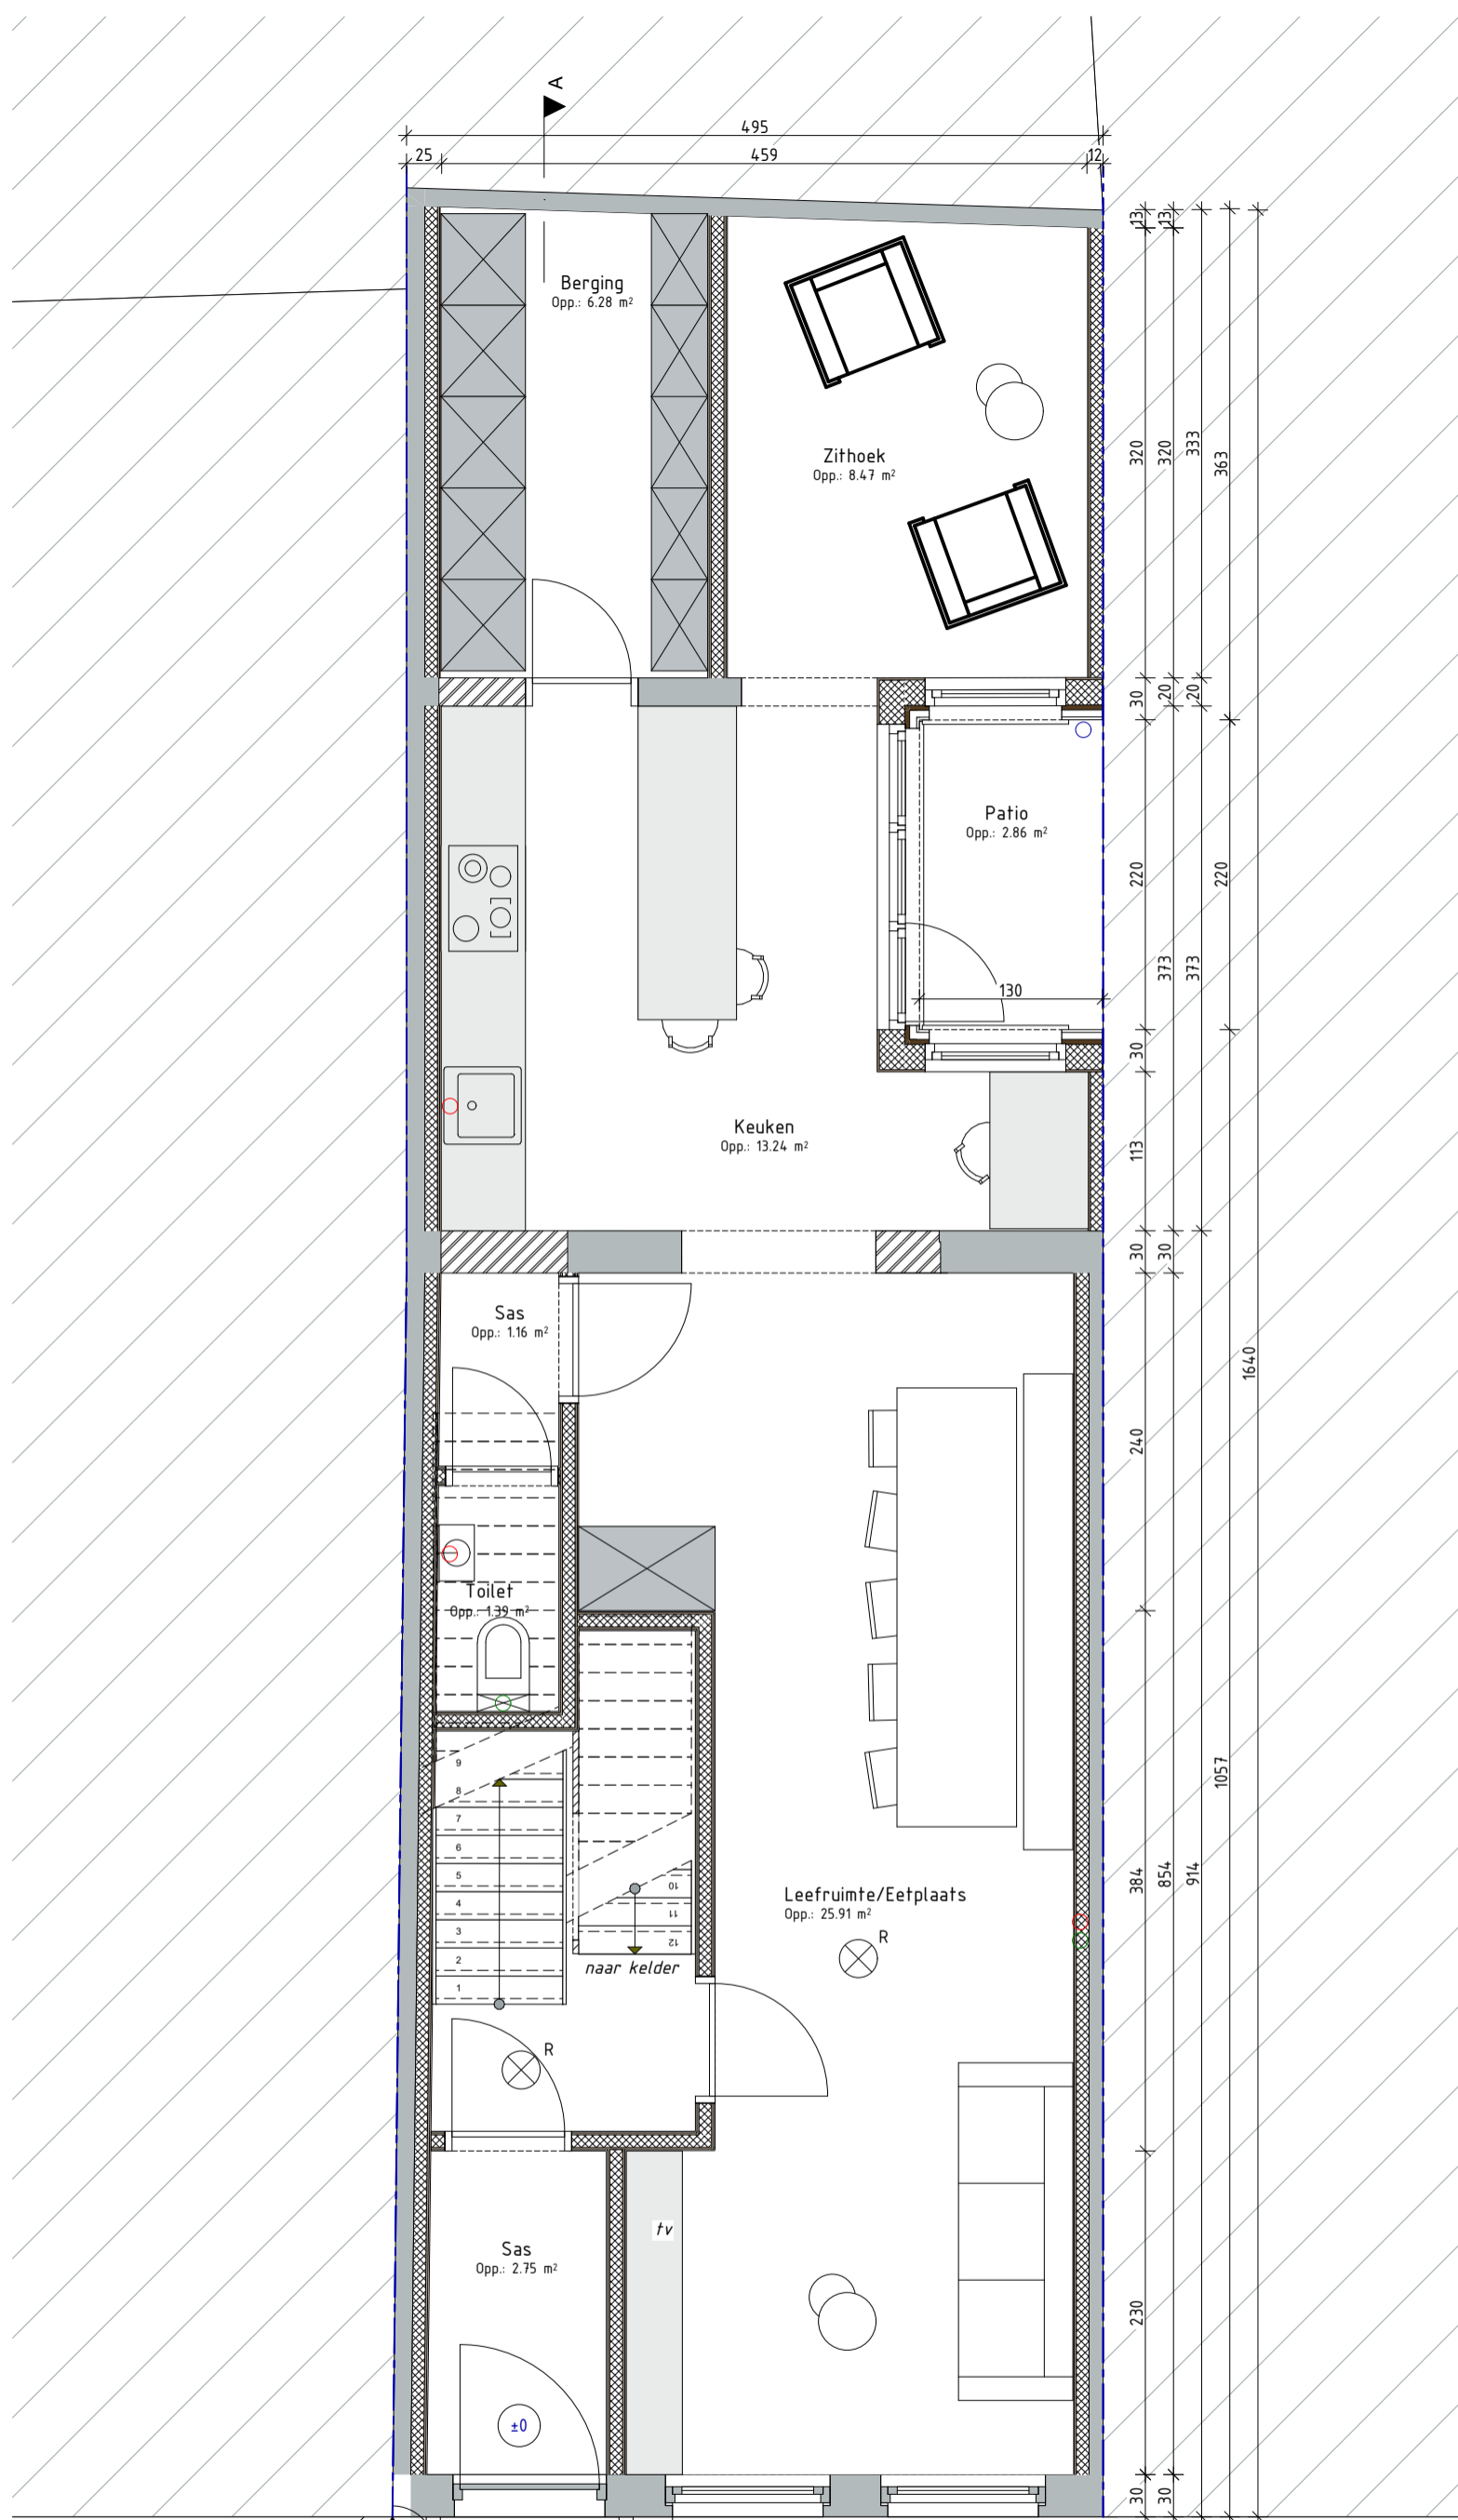 A
495
25
459
12
13
13
Berging
Opp.: 6.28 m²
Zithoek
Opp.: 8.47 m²
320
320
333
363
30
20
20
Patio
Opp.: 2.86 m²
220
220
373
373
130
30
Keuken
Opp.: 13.24 m²
113
30
30
Sas
Opp.: 1.16 m²
1640
240
Toilet
Opp.: 1.39 m²
9
8
7
6
5
4
3
2
1
10
11
12
naar kelder
Leefruimte/Eetplaats
Opp.: 25.91 m²
R
R
1057
384
854
914
Sas
Opp.: 2.75 m²
tv
230
±0
30
30